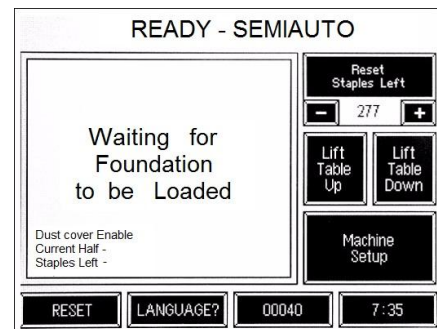 READY - SEMIAUTO
Waiting for
Foundation
to be Loaded
Dust cover Enable
Current Half -
Staples Left -
Reset
Staples Left
- 277 +
Lift
Table
Up
Lift
Table
Down
Machine
Setup
RESET
LANGUAGE?
00040
7:35